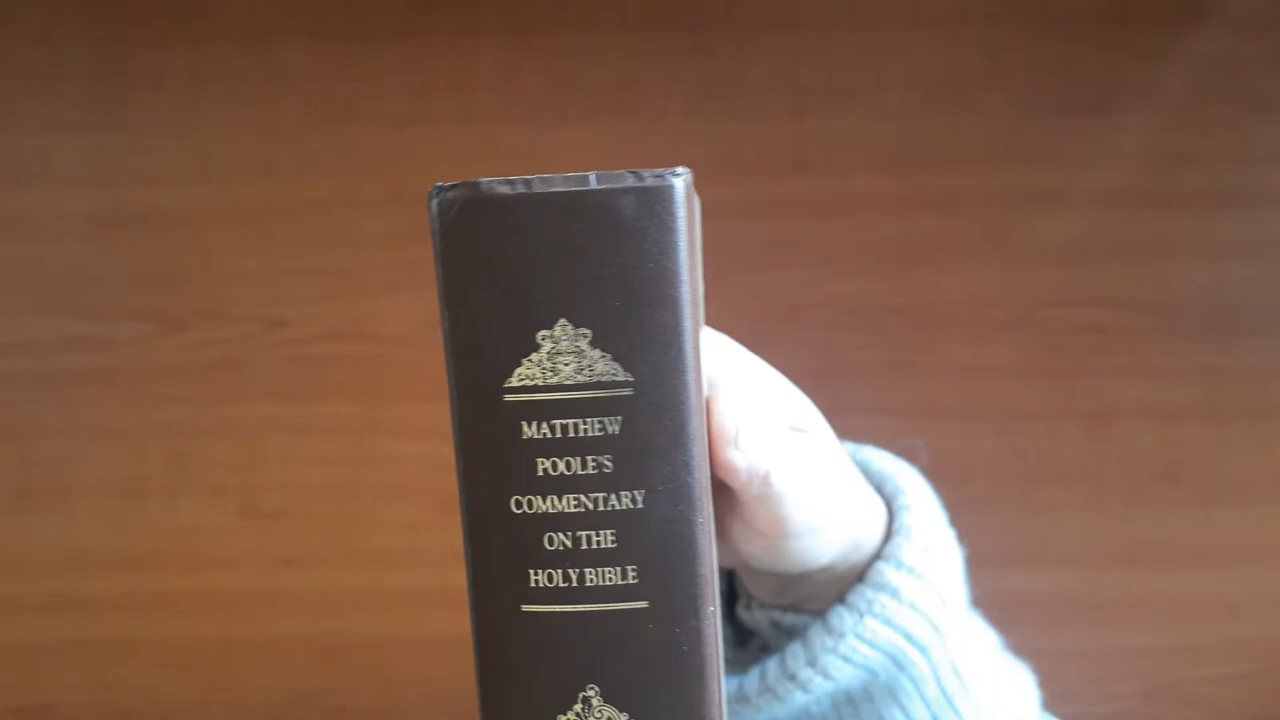 MATTHEW
POOLE'S
COMMENTARY
ON THE
HOLY BIBLE